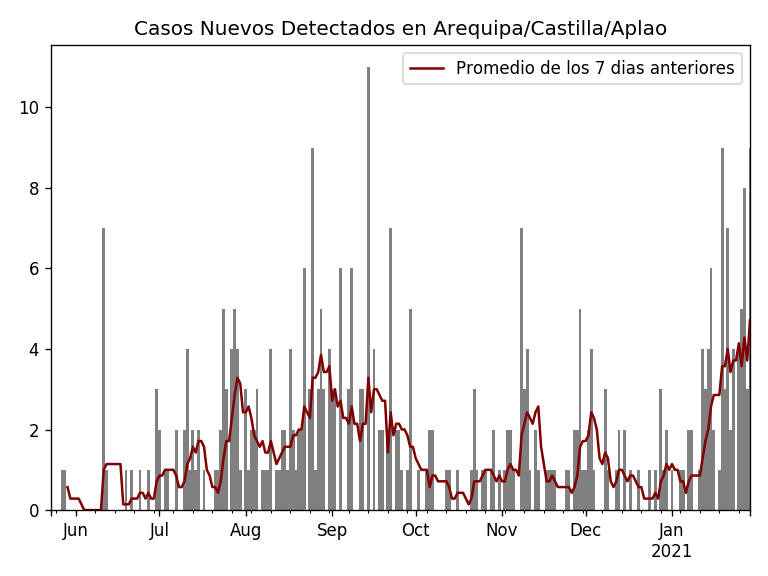 Casos Nuevos Detectados en Arequipa/Castilla/Aplao
Promedio de los 7 dias anteriores
10
8
6
4
2
0
Jun Jul Aug Sep Oct Nov Dec Jan
2021